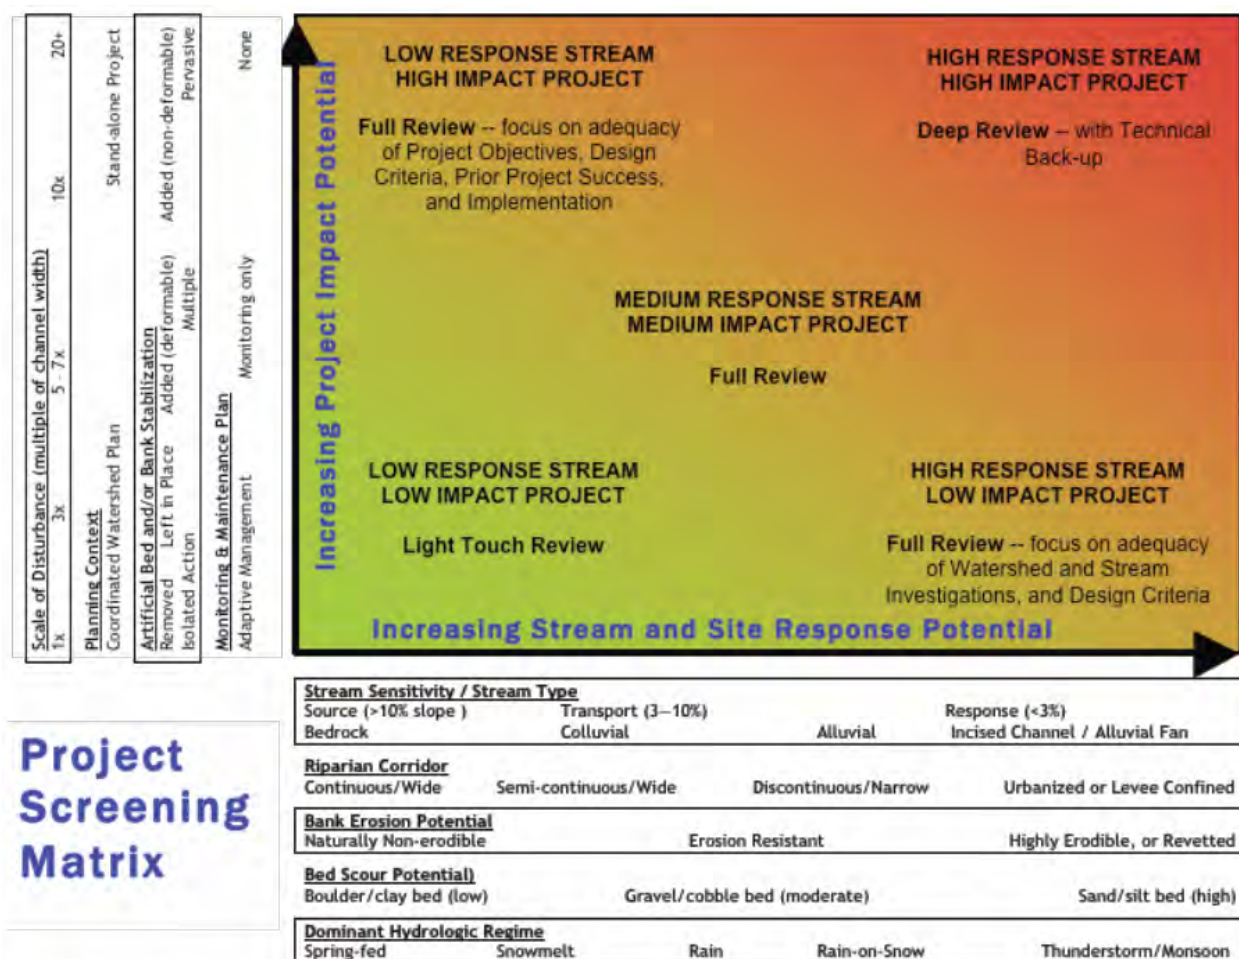 LOW RESPONSE STREAM
HIGH IMPACT PROJECT
Full Review -- focus on adequacy
of Project Objectives, Design
Criteria, Prior Project Success,
and Implementation
HIGH RESPONSE STREAM
HIGH IMPACT PROJECT
Deep Review -- with Technical
Back-up
MEDIUM RESPONSE STREAM
MEDIUM IMPACT PROJECT
Full Review
LOW RESPONSE STREAM
LOW IMPACT PROJECT
Light Touch Review
HIGH RESPONSE STREAM
LOW IMPACT PROJECT
Full Review -- focus on adequacy
of Watershed and Stream
Investigations, and Design Criteria
Increasing Project Impact Potential
Increasing Stream and Site Response Potential
Scale of Disturbance (multiple of channel width)
1x 3x 5 - 7x 10x 20+
Planning Context
Coordinated Watershed Plan Stand-alone Project
Artificial Bed and/or Bank Stabilization
Removed Left in Place Added (deformable) Added (non-deformable)
Isolated Action Multiple Pervasive
Monitoring & Maintenance Plan
Adaptive Management Monitoring only None
Project
Screening
Matrix
Stream Sensitivity / Stream Type
Source (>10% slope ) Transport (3—10%) Response (<3%)
Bedrock Colluvial Alluvial Incised Channel / Alluvial Fan
Riparian Corridor
Continuous/Wide Semi-continuous/Wide Discontinuous/Narrow Urbanized or Levee Confined
Bank Erosion Potential
Naturally Non-erodible Erosion Resistant Highly Erodible, or Revetted
Bed Scour Potential)
Boulder/clay bed (low) Gravel/cobble bed (moderate) Sand/silt bed (high)
Dominant Hydrologic Regime
Spring-fed Snowmelt Rain Rain-on-Snow Thunderstorm/Monsoon